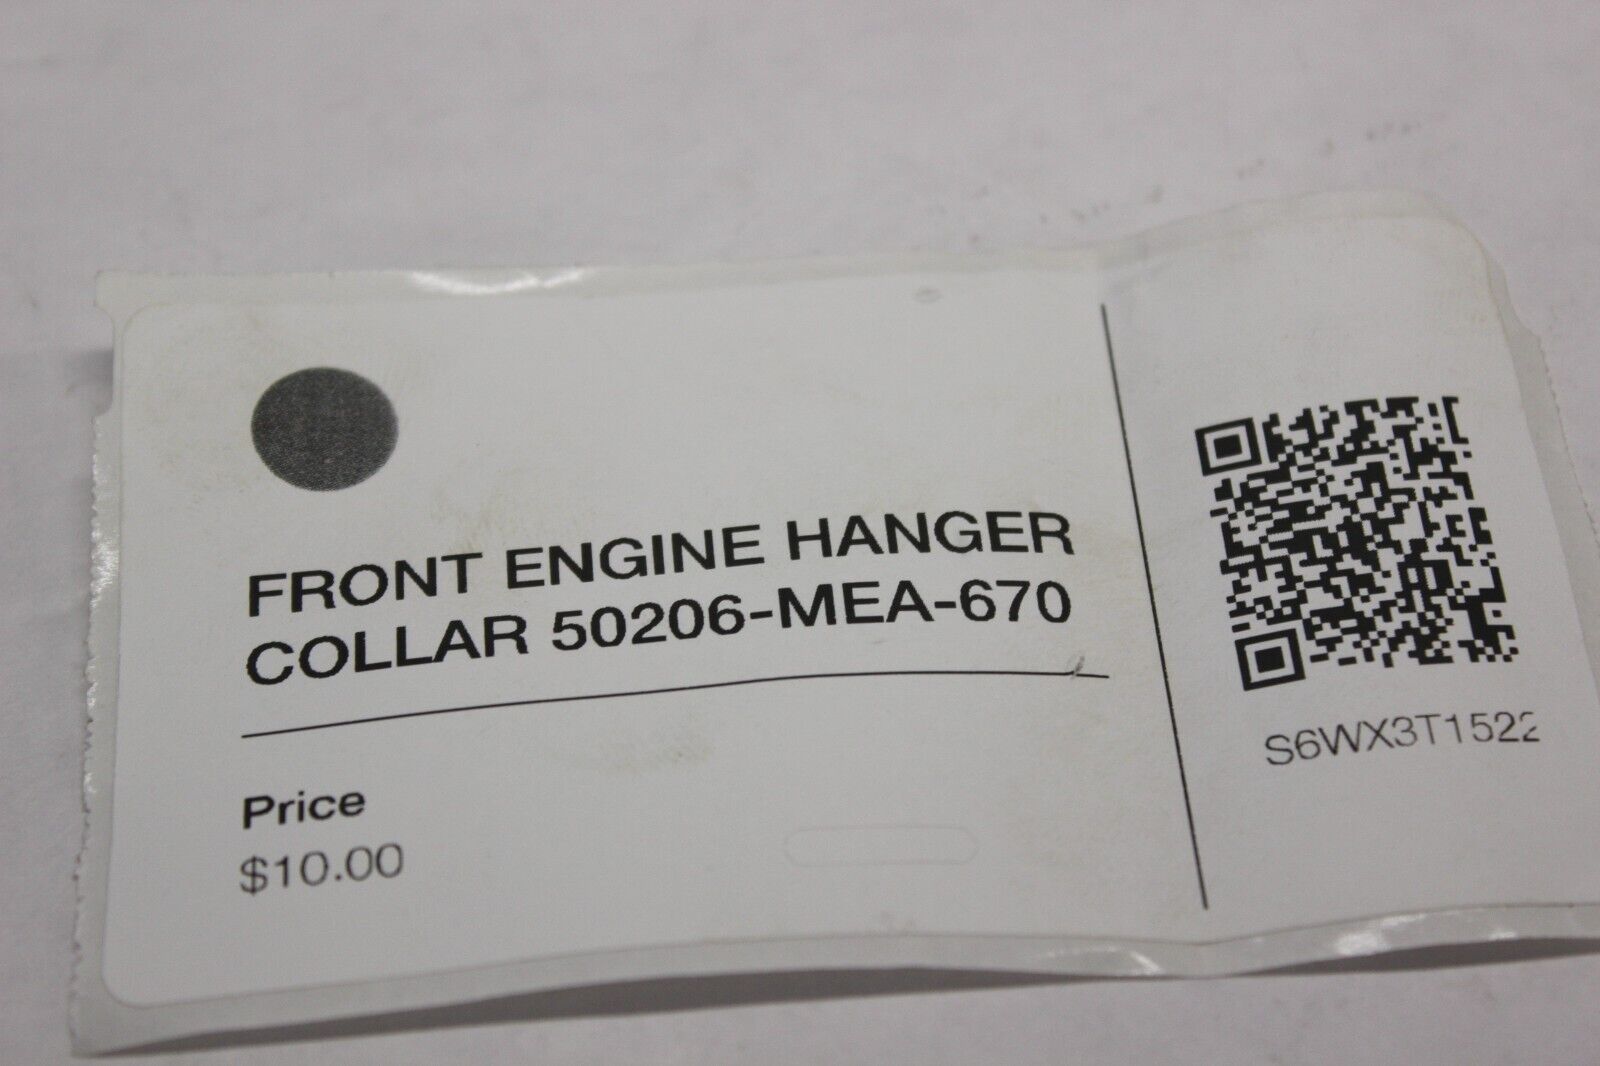 FRONT ENGINE HANGER
COLLAR 50206-MEA-670
Price
$10.00
S6WX3T1522